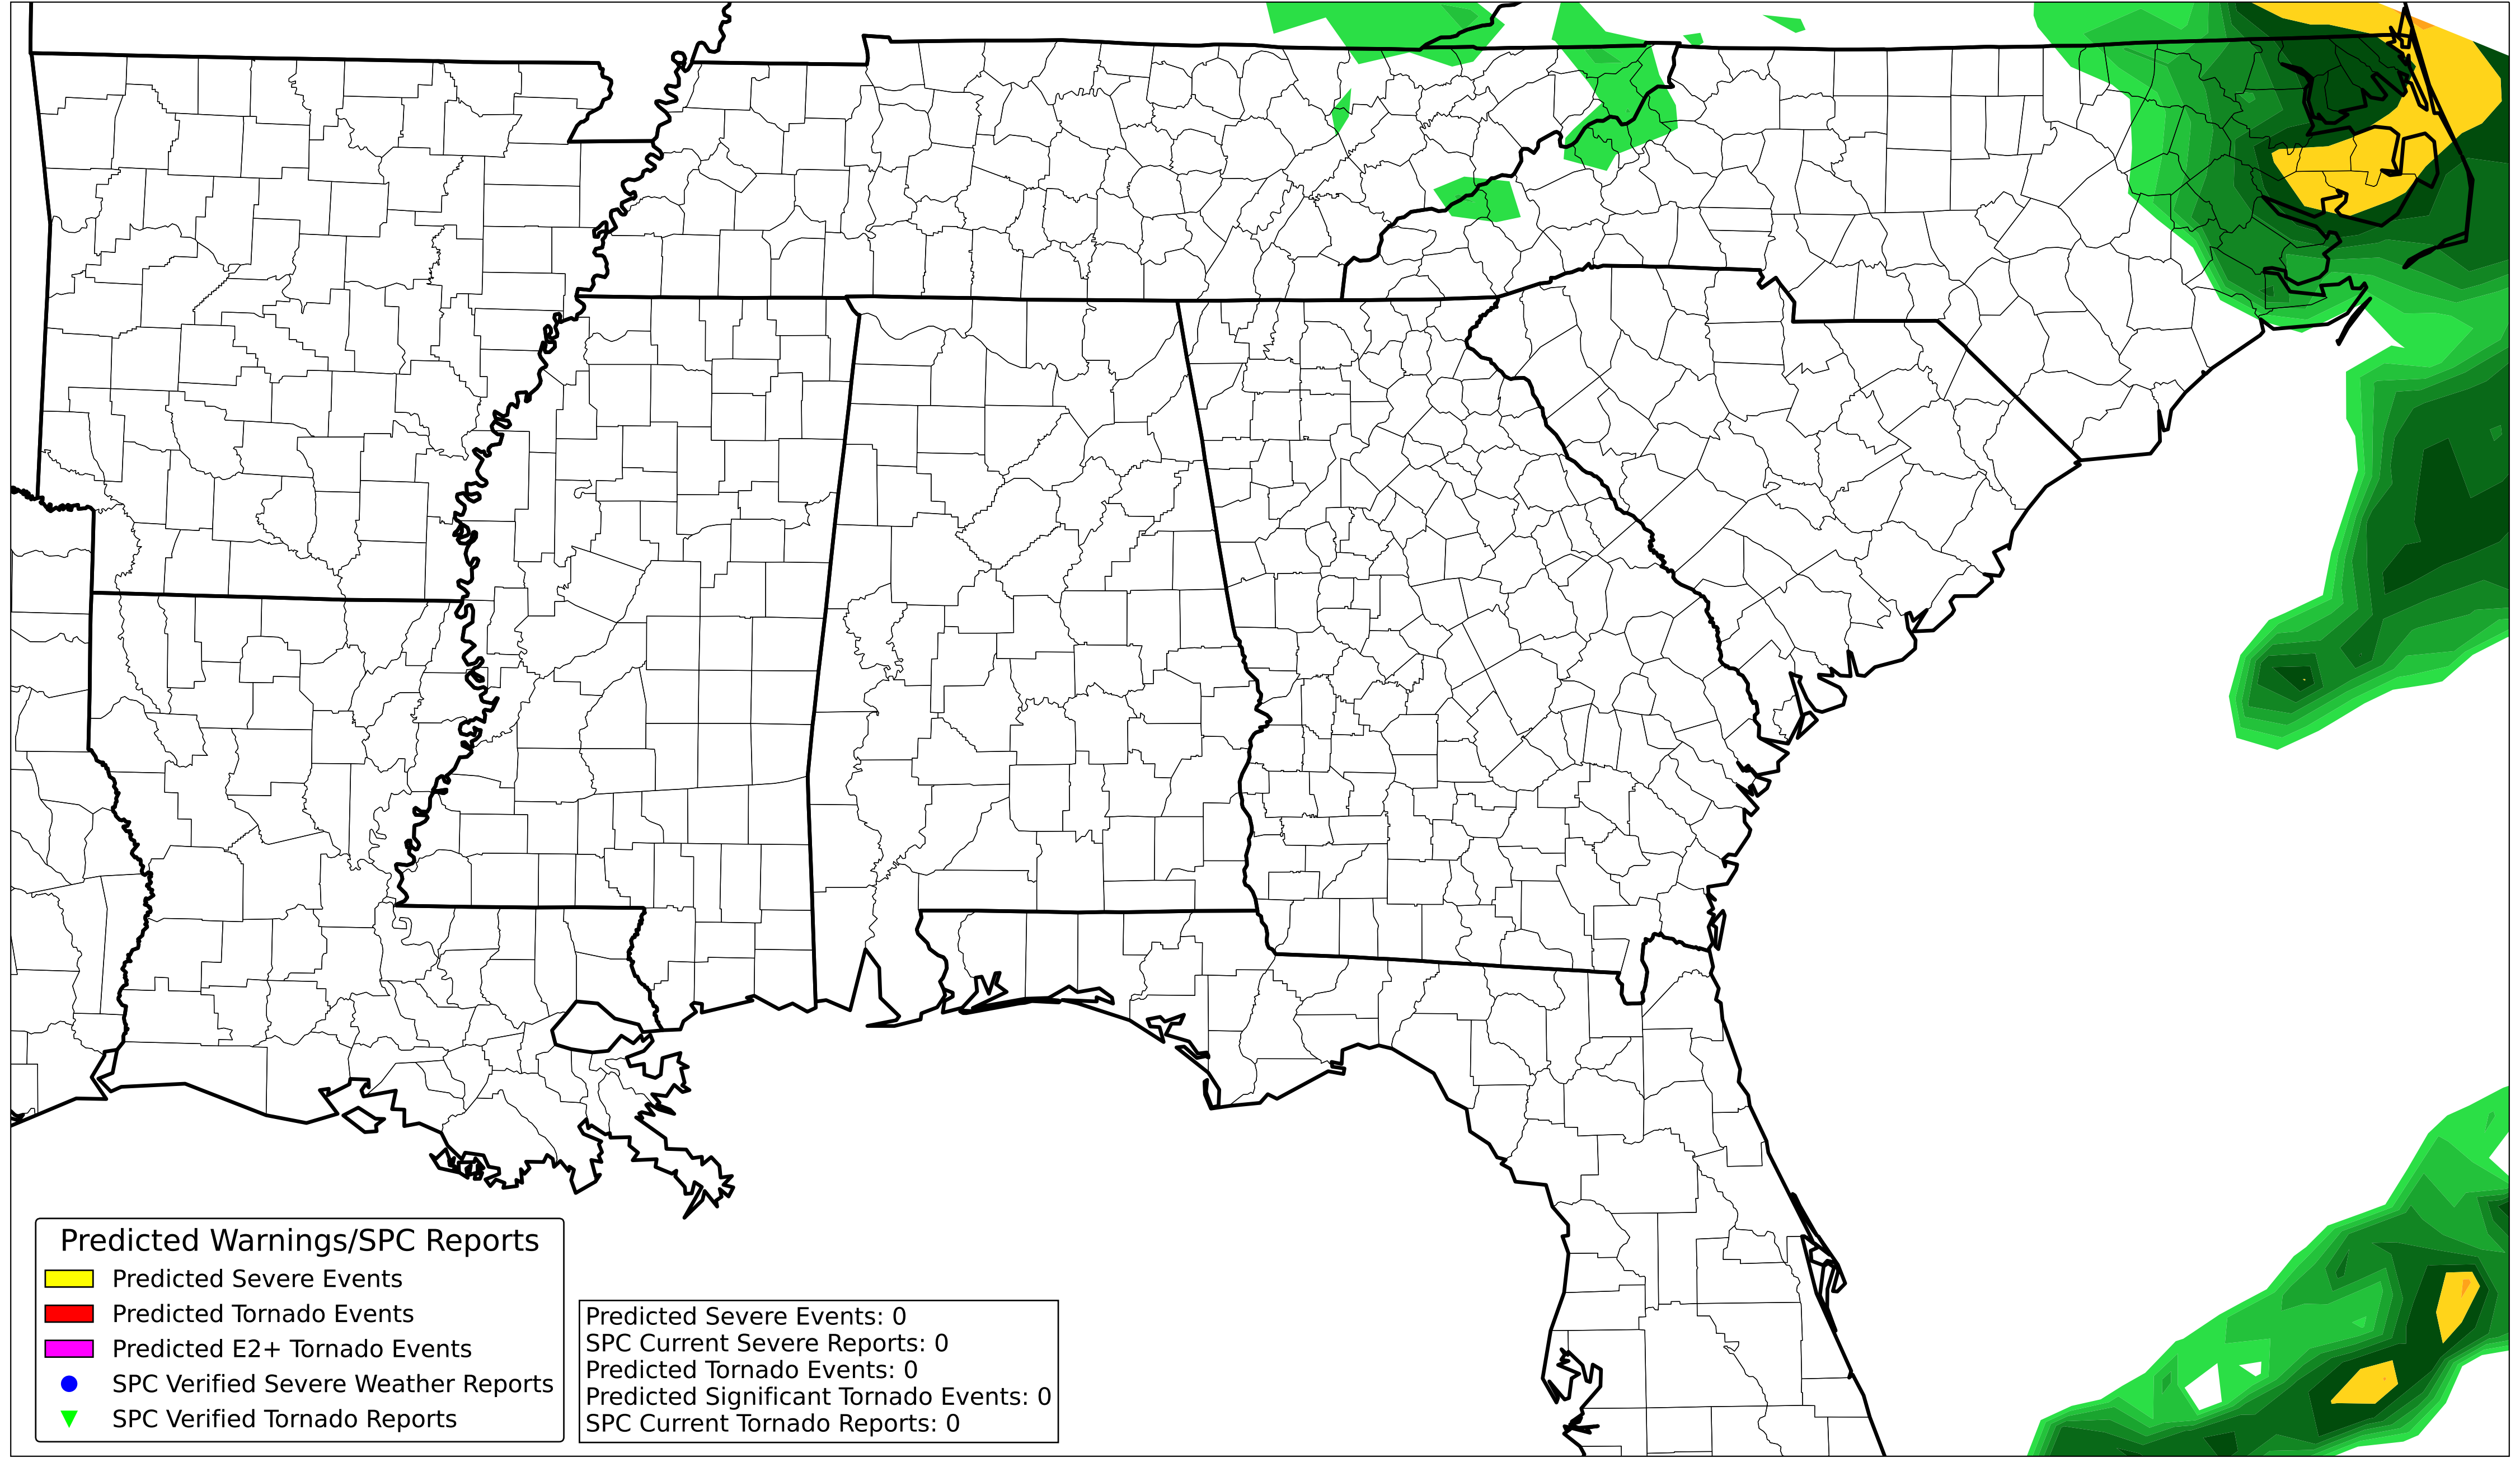 Predicted Warnings/SPC Reports
Predicted Severe Events
Predicted Tornado Events
Predicted E2+ Tornado Events
SPC Verified Severe Weather Reports
SPC Verified Tornado Reports
Predicted Severe Events: 0
SPC Current Severe Reports: 0
Predicted Tornado Events: 0
Predicted Significant Tornado Events: 0
SPC Current Tornado Reports: 0